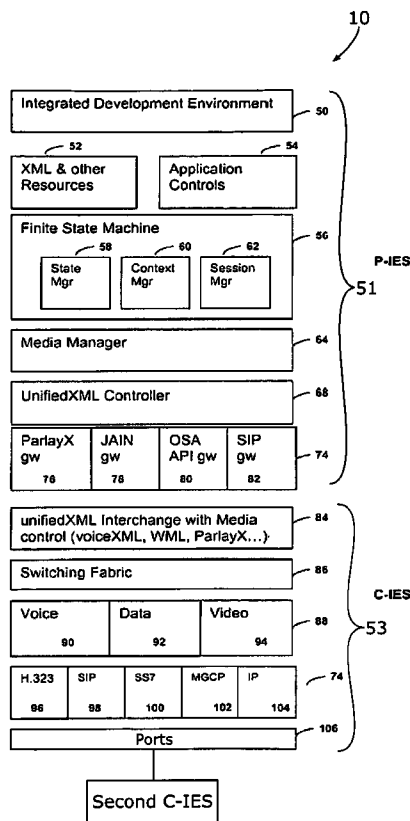 10
Integrated Development Environment
50
52
54
XML & other
Resources
Application
Controls
Finite State Machine
56
58
60
62
State
Mgr
Context
Mgr
Session
Mgr
P-IES
51
Media Manager
64
UnifiedXML Controller
68
ParlayX
gw
76
JAIN
gw
78
OSA
API gw
80
SIP
gw
82
74
unifiedXML Interchange with Media
control (voiceXML, WML, ParlayX...)
84
Switching Fabric
86
C-IES
53
Voice
90
Data
92
Video
94
88
H.323
96
SIP
98
SS7
100
MGCP
102
IP
104
74
Ports
106
Second C-IES